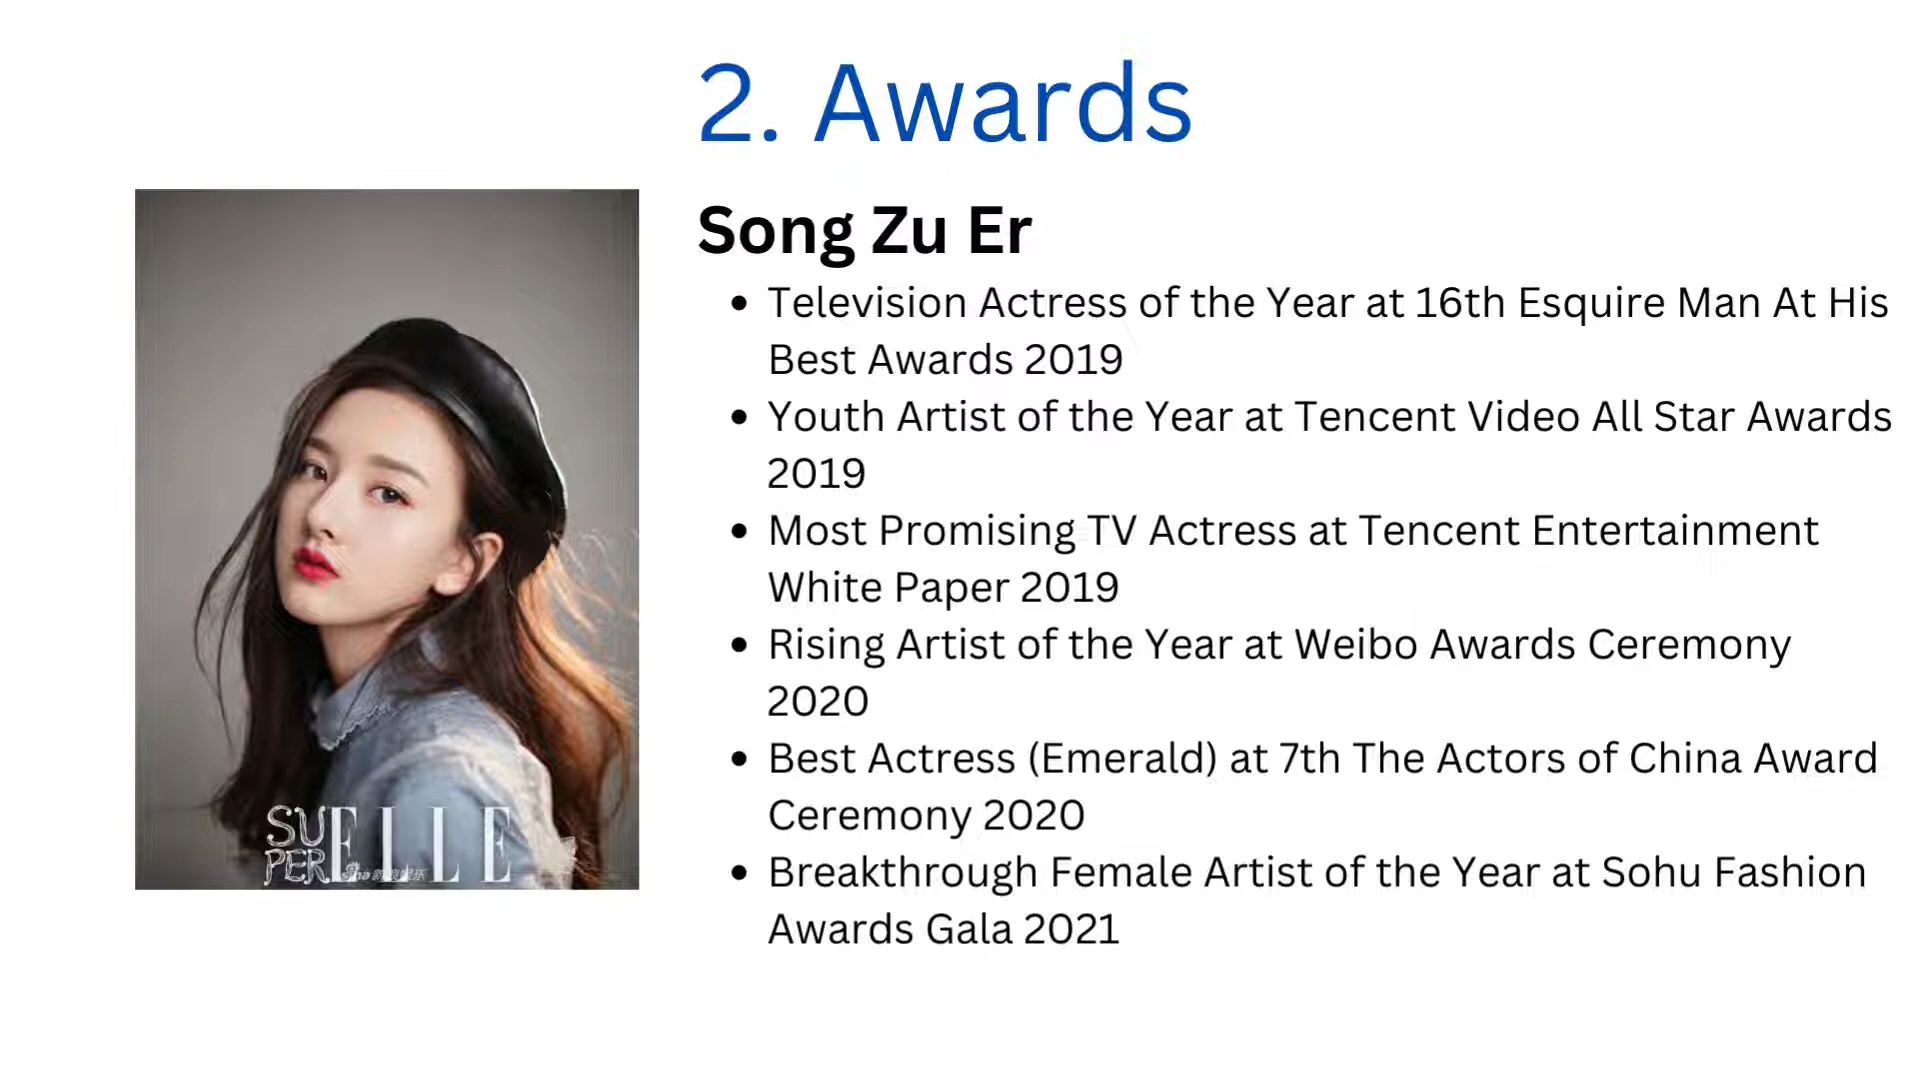 2. Awards
Song Zu Er
• Television Actress of the Year at 16th Esquire Man At His
Best Awards 2019
• Youth Artist of the Year at Tencent Video All Star Awards
2019
• Most Promising TV Actress at Tencent Entertainment
White Paper 2019
• Rising Artist of the Year at Weibo Awards Ceremony
2020
• Best Actress (Emerald) at 7th The Actors of China Award
Ceremony 2020
• Breakthrough Female Artist of the Year at Sohu Fashion
Awards Gala 2021
SUPER ELLE